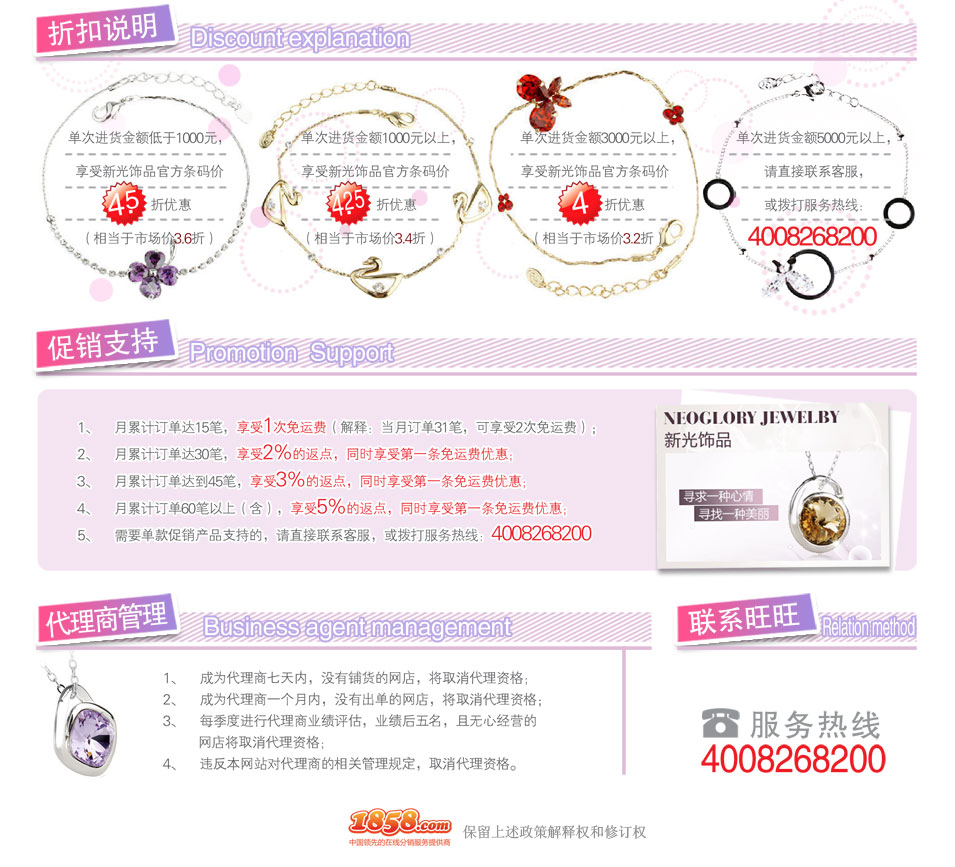 折扣说明
Discount explanation
单次进货金额低于1000元，
享受新光饰品官方条码价
45 折优惠
（相当于市场价3.6折）
单次进货金额1000元以上，
享受新光饰品官方条码价
425 折优惠
（相当于市场价3.4折）
单次进货金额3000元以上，
享受新光饰品官方条码价
4 折优惠
（相当于市场价3.2折）
单次进货金额5000元以上，
请直接联系客服，
或拨打服务热线：
4008268200
促销支持
Promotion Support
1、 月累计订单达15笔，享受1次免运费（解释：当月订单31笔，可享受2次免运费）；
2、 月累计订单达30笔，享受2%的返点，同时享受第一条免运费优惠；
3、 月累计订单达到45笔，享受3%的返点，同时享受第一条免运费优惠；
4、 月累计订单60笔以上（含），享受5%的返点，同时享受第一条免运费优惠；
5、 需要单款促销产品支持的，请直接联系客服，或拨打服务热线：4008268200
NEOGLORY JEWELBY
新光饰品
寻求一种心情
寻找一种美丽
代理商管理
Business agent management
1、 成为代理商七天内，没有铺货的网店，将取消代理资格；
2、 成为代理商一个月内，没有出单的网店，将取消代理资格；
3、 每季度进行代理商业绩评估，业绩后五名，且无心经营的
网店将取消代理资格；
4、 违反本网站对代理商的相关管理规定，取消代理资格。
联系旺旺
Relation method
服务热线
4008268200
1858.com
中国领先的在线分销服务提供商
保留上述政策解释权和修订权